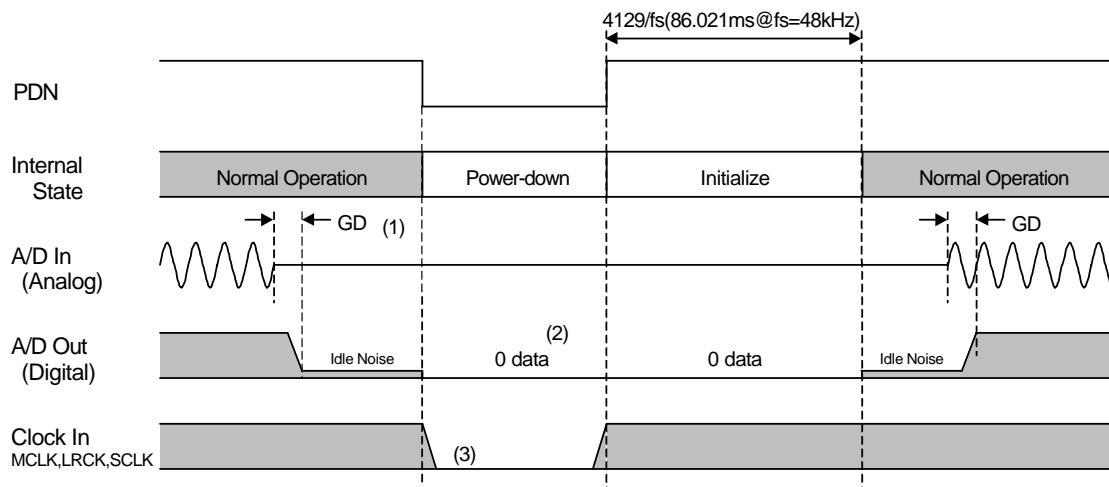 4129/fs(86.021ms@fs=48kHz)
PDN
Internal
State
Normal Operation
Power-down
Initialize
Normal Operation
GD (1)
GD
A/D In
(Analog)
(2)
A/D Out
(Digital)
Idle Noise
0 data
0 data
Idle Noise
Clock In
MCLK,LRCK,SCLK
(3)